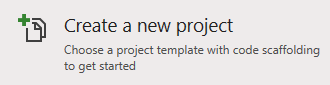 Create a new project
Choose a project template with code scaffolding
to get started